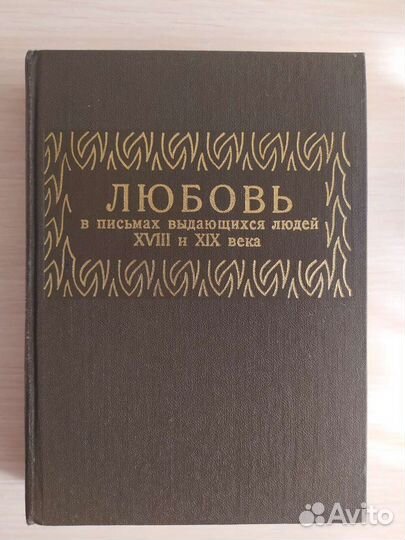 ЛЮБОВЬ
в письмах выдающихся людей
XVIII и XIX века
Avito